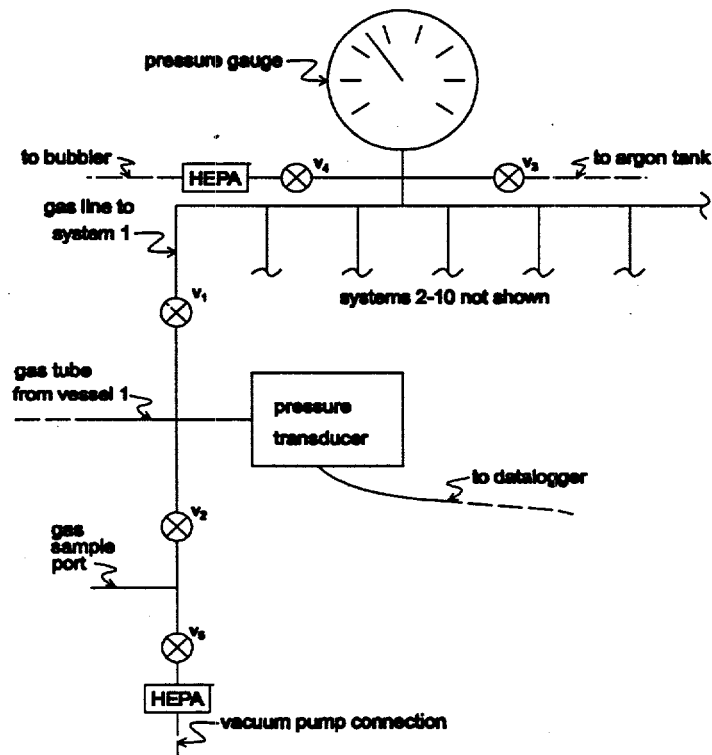 pressure gauge
to bubbler
HEPA
V4
V3
to argon tank
gas line to
system 1
systems 2-10 not shown
V1
gas tube
from vessel 1
pressure
transducer
to datalogger
V2
gas
sample
port
V5
HEPA
vacuum pump connection